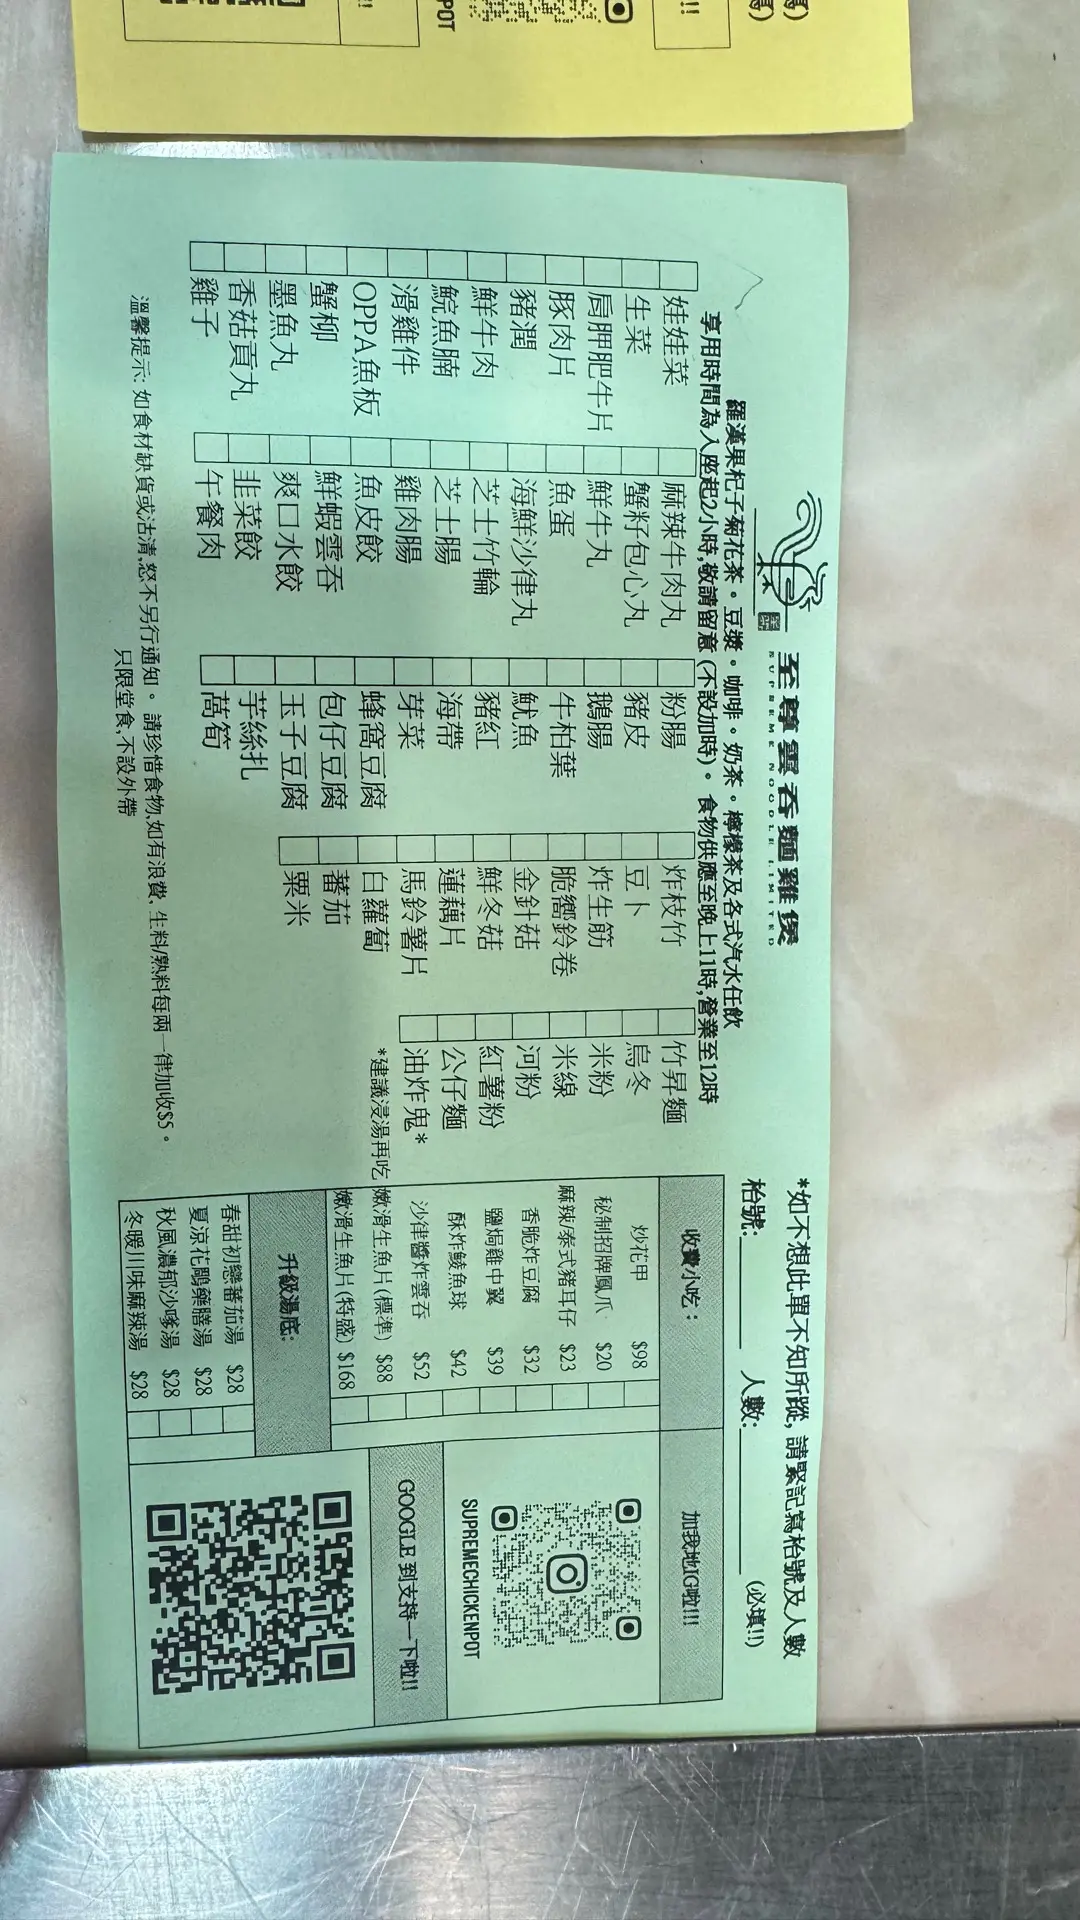 至尊雲吞麵雞煲
SUPREME NOODLE LIMITED
羅漢果杞子菊花茶。豆漿。咖啡。奶茶。檸檬茶及各式汽水任飲
享用時間為入座起2小時,敬請留意(不設加時)。食物供應至晚上11時,營業至12時
*如不想此單不知所蹤, 請緊記寫枱號及人數
枱號: 人數: (必填!!)
娃娃菜
生菜
肩胛肥牛片
豚肉片
豬潤
鮮牛肉
鯇魚腩
滑雞件
OPPA魚板
蟹柳
墨魚丸
香菇貢丸
雞子
麻辣牛肉丸
蟹籽包心丸
鮮牛丸
魚蛋
海鮮沙律丸
芝士竹輪
芝士腸
雞肉腸
魚皮餃
鮮蝦雲吞
爽口水餃
韭菜餃
午餐肉
粉腸
豬皮
鵝腸
牛柏葉
魷魚
豬紅
海帶
芽菜
蜂窩豆腐
包仔豆腐
玉子豆腐
芋絲扎
萵筍
炸枝竹
豆卜
炸生筋
脆嚮鈴卷
金針菇
鮮冬菇
蓮藕片
馬鈴薯片
白蘿蔔
蕃茄
粟米
竹昇麵
烏冬
米粉
米線
河粉
紅薯粉
公仔麵
油炸鬼*
*建議浸湯再吃
溫馨提示: 如食材缺貨或沽清,恕不另行通知。 請珍惜食物,如有浪費, 生料/熟料每兩一律加收$5。
只限堂食,不設外帶
收費小吃:
炒花甲 $98
秘制招牌鳳爪 $20
麻辣/泰式豬耳仔 $23
香脆炸豆腐 $32
鹽焗雞中翼 $39
酥炸鯪魚球 $42
沙律醬炸雲吞 $52
嫩滑生魚片(標準) $88
嫩滑生魚片(特盛) $168
升級湯底:
春甜初戀蕃茄湯 $28
夏涼花鵰藥膳湯 $28
秋風濃郁沙嗲湯 $28
冬暖川味麻辣湯 $28
加我地IG啦!!!
SUPREMECHICKENPOT
GOOGLE 到支持一下啦!!